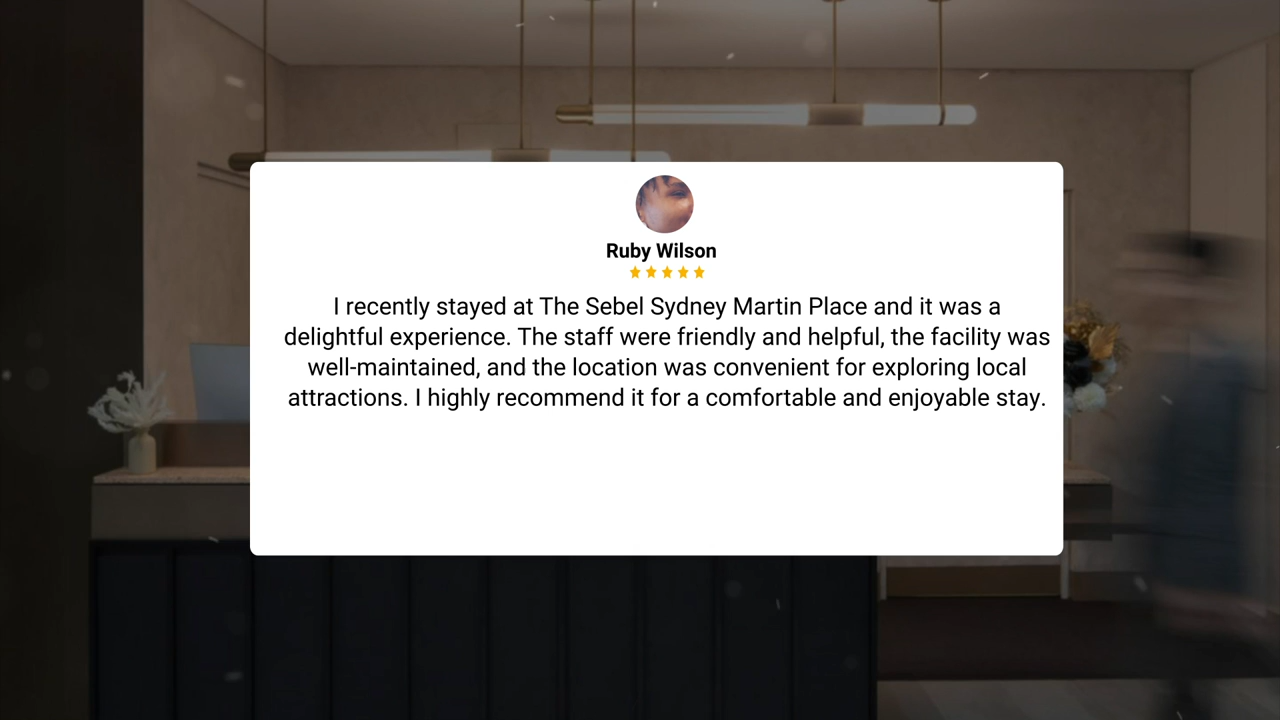 Ruby Wilson
I recently stayed at The Sebel Sydney Martin Place and it was a
delightful experience. The staff were friendly and helpful, the facility was
well-maintained, and the location was convenient for exploring local
attractions. I highly recommend it for a comfortable and enjoyable stay.